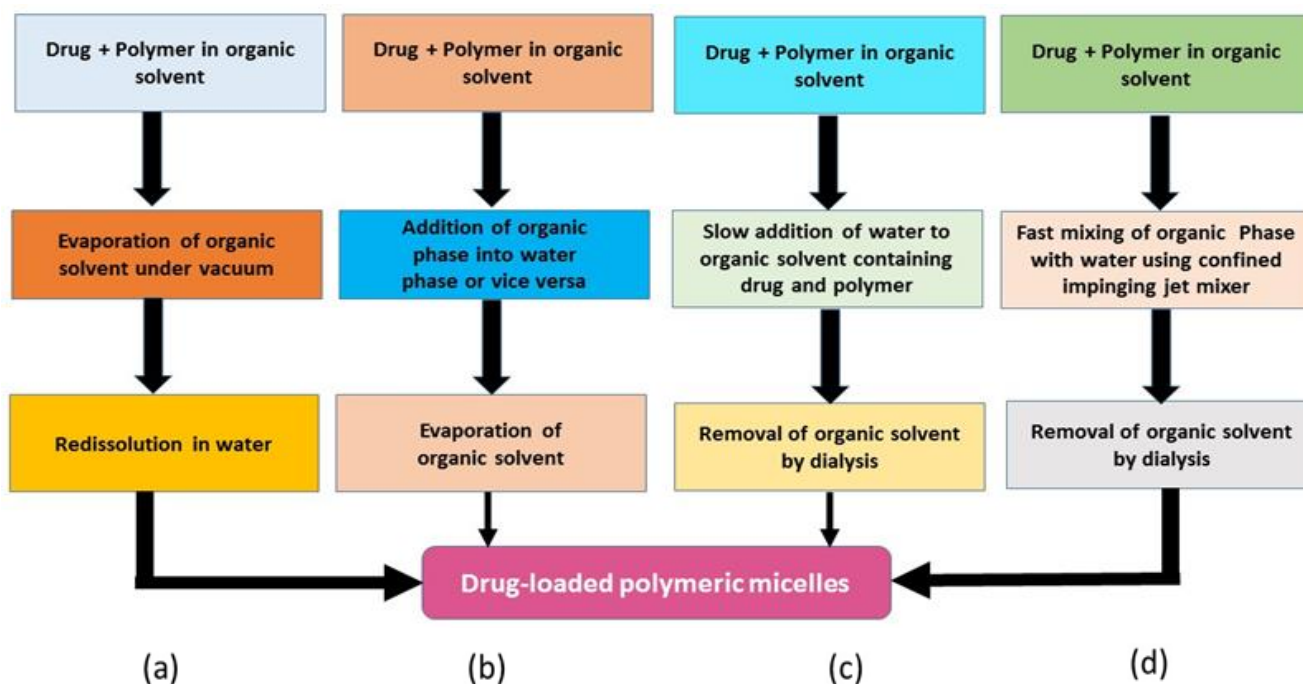 Drug + Polymer in organic
solvent
Drug + Polymer in organic
solvent
Drug + Polymer in organic
solvent
Drug + Polymer in organic
solvent
Evaporation of organic
solvent under vacuum
Addition of organic
phase into water
phase or vice versa
Slow addition of water to
organic solvent containing
drug and polymer
Fast mixing of organic Phase
with water using confined
impinging jet mixer
Redissolution in water
Evaporation of
organic solvent
Removal of organic solvent
by dialysis
Removal of organic solvent
by dialysis
Drug-loaded polymeric micelles
(a)
(b)
(c)
(d)